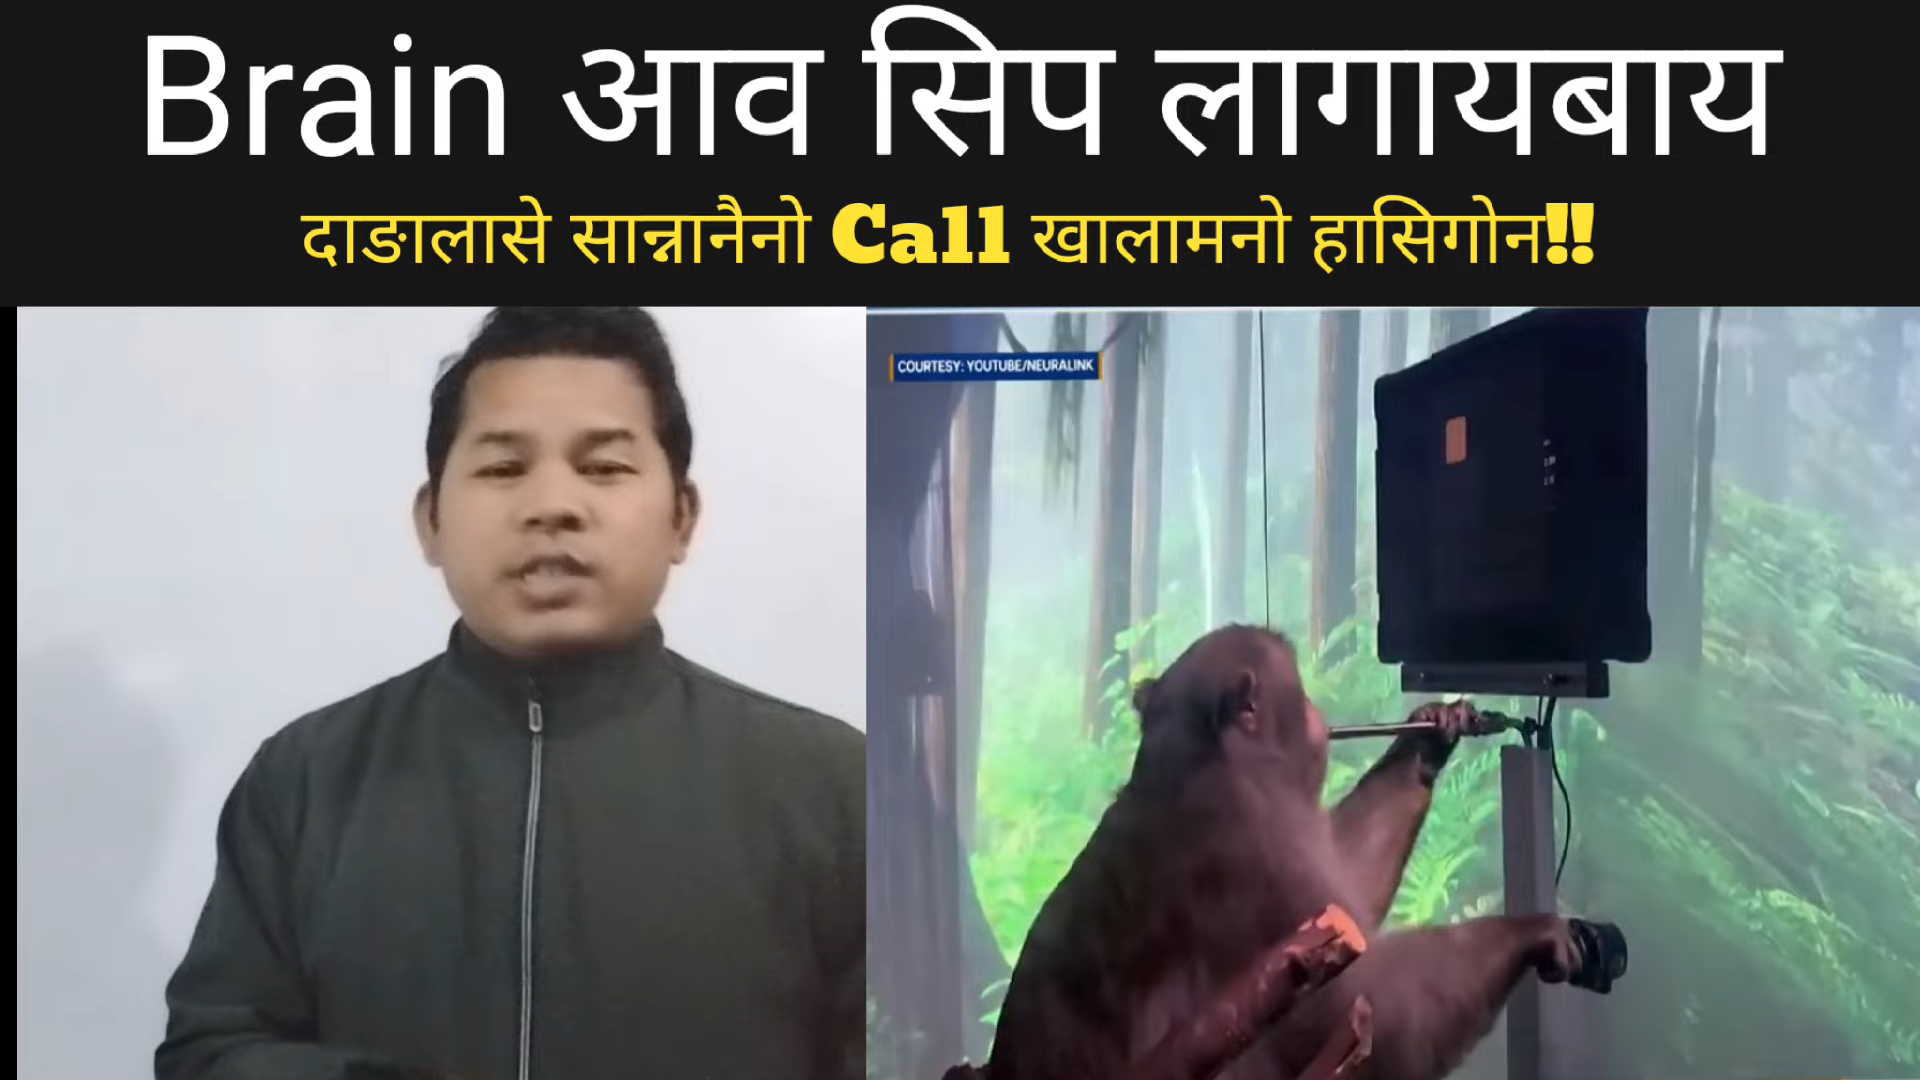 Brain आव सिप लागायबाय
दाङालासे सान्नानैनो Call खालामनो हासिगोन!!
COURTESY: YOUTUBE/NEURALINK